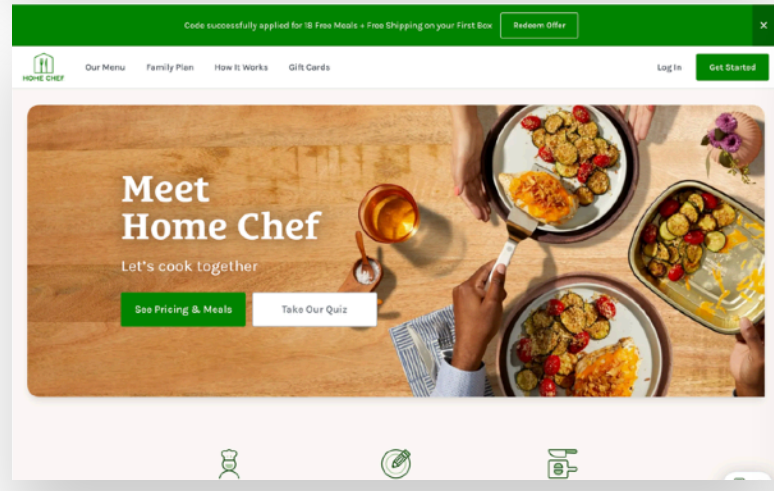 Code successfully applied for 18 Free Meals + Free Shipping on your First Box
Redeem Offer
×
HOME CHEF
Our Menu
Family Plan
How It Works
Gift Cards
Log In
Get Started
Meet
Home Chef
Let's cook together
See Pricing & Meals
Take Our Quiz